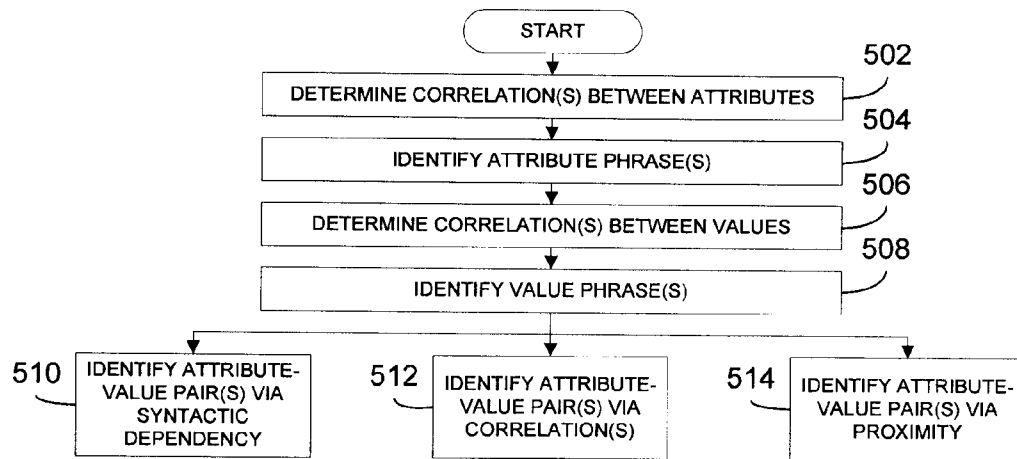 START
502
DETERMINE CORRELATION(S) BETWEEN ATTRIBUTES
504
IDENTIFY ATTRIBUTE PHRASE(S)
506
DETERMINE CORRELATION(S) BETWEEN VALUES
508
IDENTIFY VALUE PHRASE(S)
510
IDENTIFY ATTRIBUTE-
VALUE PAIR(S) VIA
SYNTACTIC
DEPENDENCY
512
IDENTIFY ATTRIBUTE-
VALUE PAIR(S) VIA
CORRELATION(S)
514
IDENTIFY ATTRIBUTE-
VALUE PAIR(S) VIA
PROXIMITY